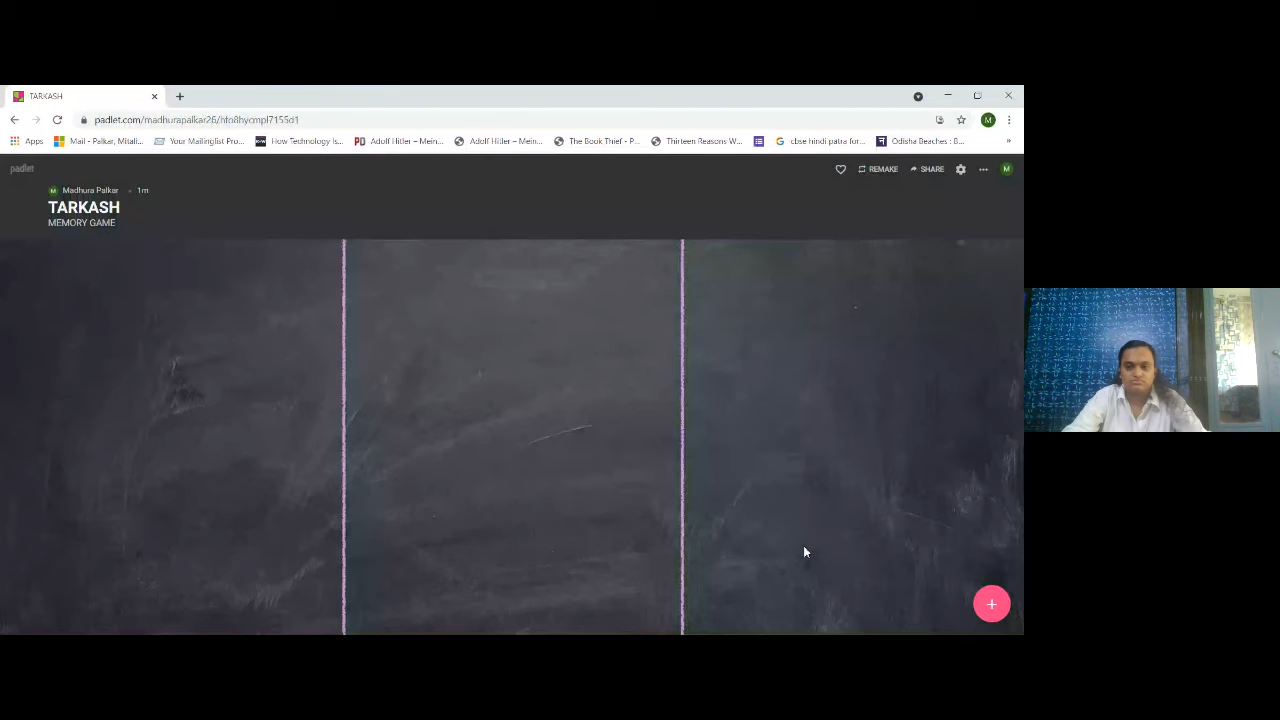 TARKASH
padlet.com/madhurapalkar26/hfo8hycmpl7155d1
M
Apps
Mail - Palkar, Mitali...
Your Mailinglist Pro...
How Technology Is...
Adolf Hitler – Mein...
Adolf Hitler – Mein...
The Book Thief - P...
Thirteen Reasons W...
cbse hindi patra for...
Odisha Beaches : B...
padlet
REMAKE
SHARE
M
M Madhura Palkar • 1m
TARKASH
MEMORY GAME